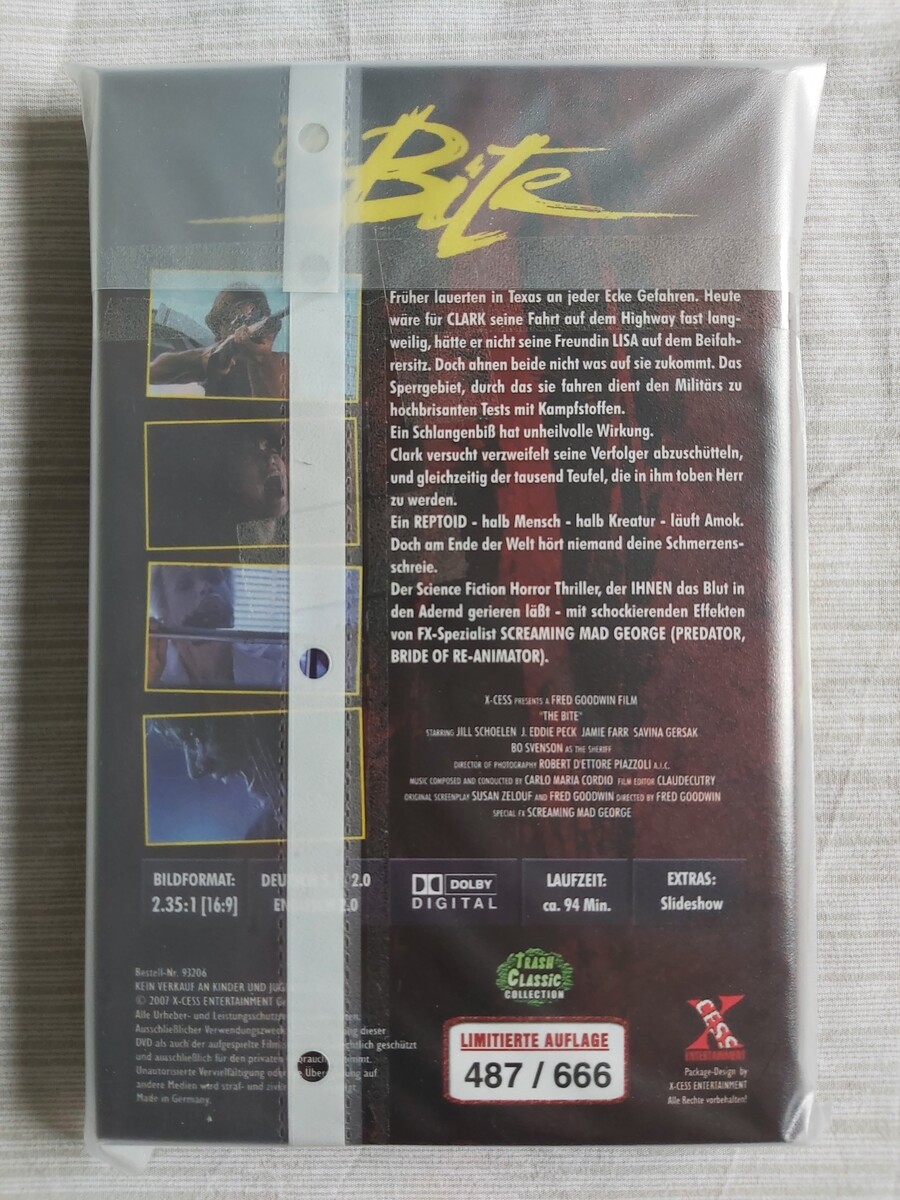 Bite
Früher lauerten in Texas an jeder Ecke Gefahren. Heute
wäre für CLARK seine Fahrt auf dem Highway fast lang-
weilig, hätte er nicht seine Freundin LISA auf dem Beifah-
rersitz. Doch ahnen beide nicht was auf sie zukommt. Das
Sperrgebiet, durch das sie fahren dient den Militärs zu
hochbrisanten Tests mit Kampfstoffen.
Ein Schlangenbiß hat unheilvolle Wirkung.
Clark versucht verzweifelt seine Verfolger abzuschütteln,
und gleichzeitig der tausend Teufel, die in ihm toben Herr
zu werden.
Ein REPTOID - halb Mensch - halb Kreatur - läuft Amok.
Doch am Ende der Welt hört niemand deine Schmerzens-
schreie.
Der Science Fiction Horror Thriller, der IHNEN das Blut in
den Adernd gerieren läßt - mit schockierenden Effekten
von FX-Spezialist SCREAMING MAD GEORGE (PREDATOR,
BRIDE OF RE-ANIMATOR).
X-CESS PRESENTS A FRED GOODWIN FILM
"THE BITE"
STARRING JILL SCHOELEN J. EDDIE PECK JAMIE FARR SAVINA GERSAK
BO SVENSON AS THE SHERIFF
DIRECTOR OF PHOTOGRAPHY ROBERT D'ETTORE PIAZZOLI A.I.C.
MUSIC COMPOSED AND CONDUCTED BY CARLO MARIA CORDIO FILM EDITOR CLAUDECUTRY
ORIGINAL SCREENPLAY SUSAN ZELOUF AND FRED GOODWIN DIRECTED BY FRED GOODWIN
SPECIAL FX SCREAMING MAD GEORGE
BILDFORMAT:
2.35:1 [16:9]
2.0
2.0
DOLBY
DIGITAL
LAUFZEIT:
ca. 94 Min.
EXTRAS:
Slideshow
Bestell-Nr. 93206
KEIN VERKAUF AN KINDER UND
© 2007 X-CESS ENTERTAINMENT
Alle Urheber- und
Ausschließlicher dieser
DVD als auch der aufgespielte geschützt
und ausschließlich für den privaten
Unautorisierte Vervielfältigung auf
andere Medien wird straf- und
Made in Germany.
TRASH
CLASSIC
COLLECTION
LIMITIERTE AUFLAGE
487 / 666
X
CESS
ENTERTAINMENT
Package-Design by
X-CESS ENTERTAINMENT
Alle Rechte vorbehalten!